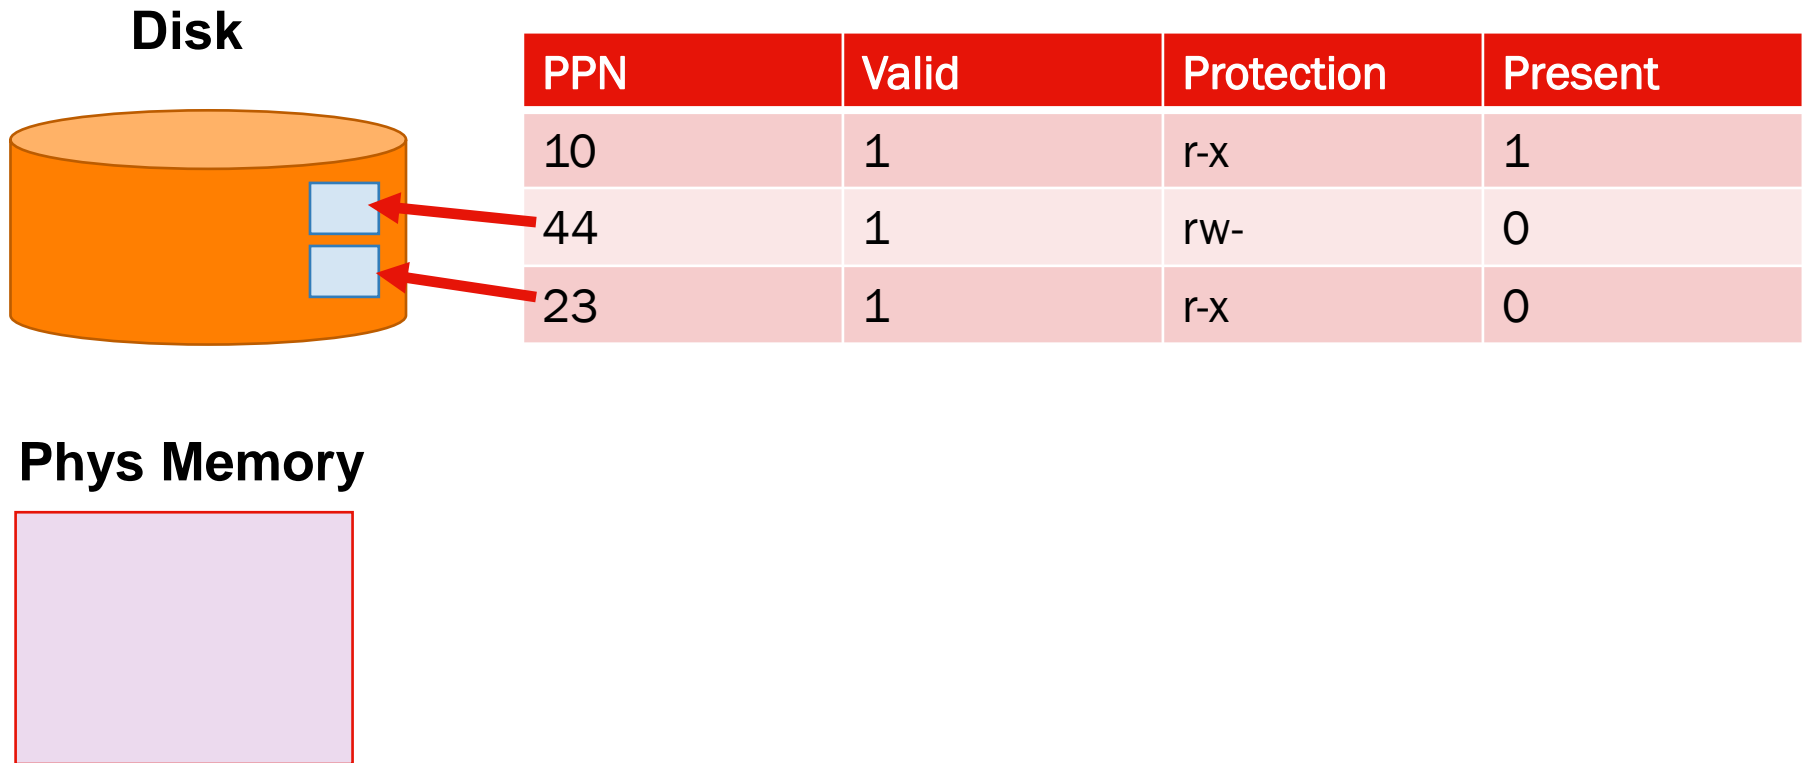 Disk
PPN Valid Protection Present
10 1 r-x 1
44 1 rw- 0
23 1 r-x 0
Phys Memory